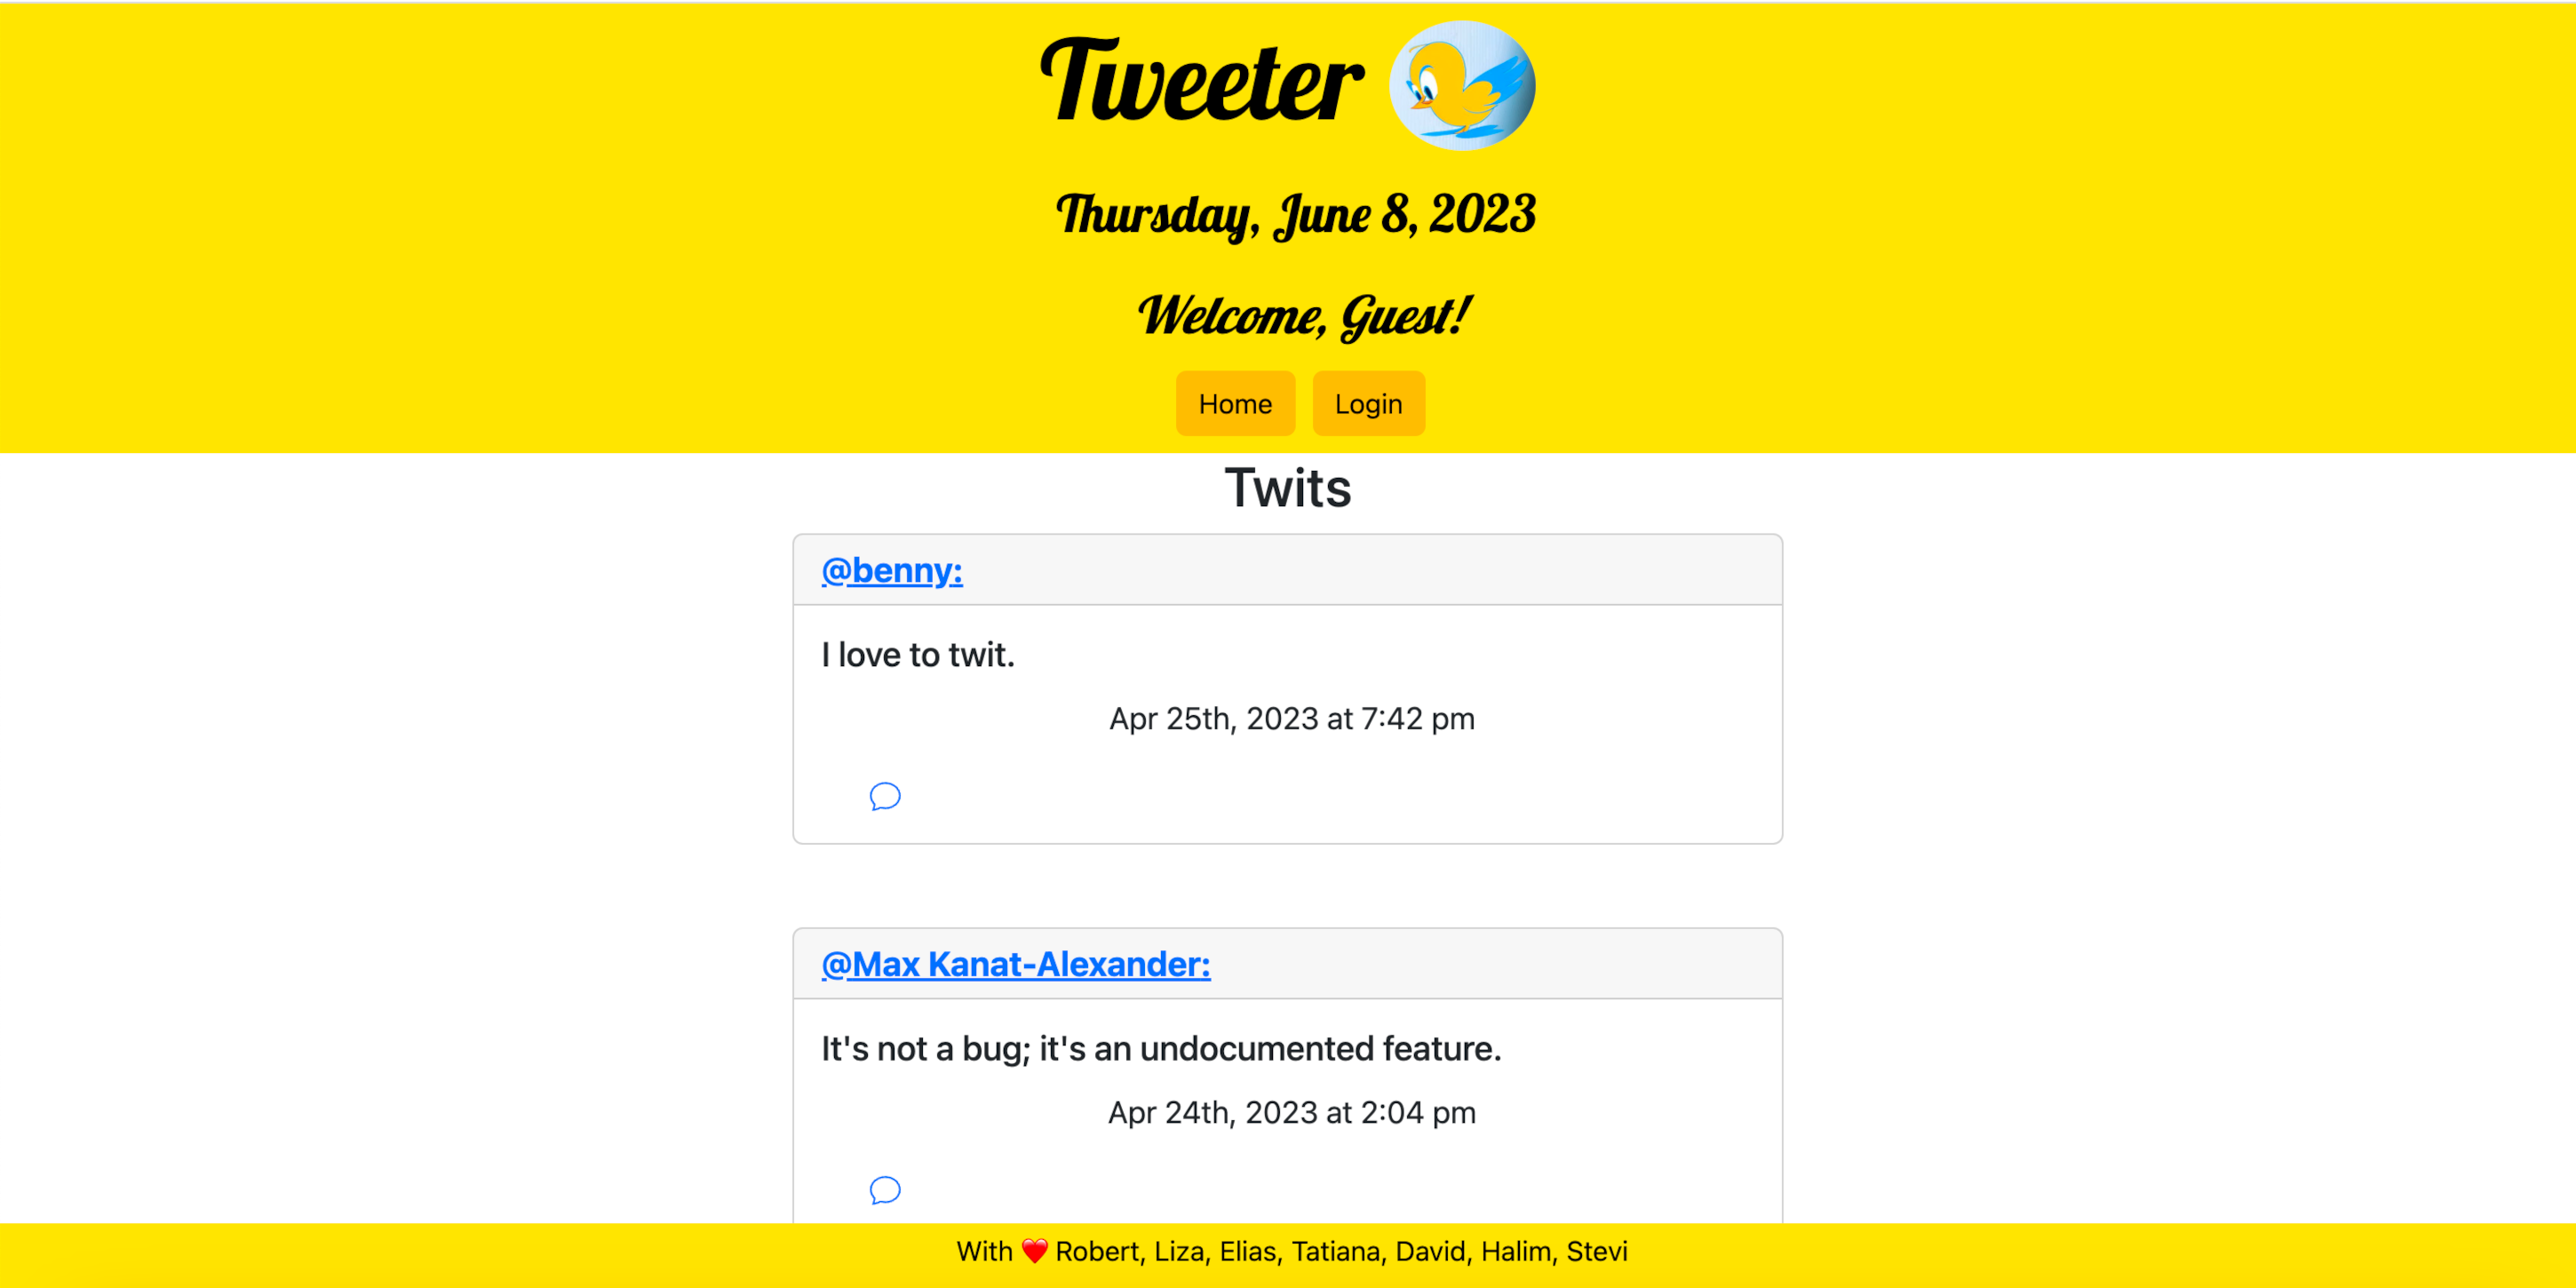 Tweeter
Thursday, June 8, 2023
Welcome, Guest!
Home Login
Twits
@benny:
I love to twit.
Apr 25th, 2023 at 7:42 pm
@Max Kanat-Alexander:
It's not a bug; it's an undocumented feature.
Apr 24th, 2023 at 2:04 pm
With ❤️ Robert, Liza, Elias, Tatiana, David, Halim, Stevi